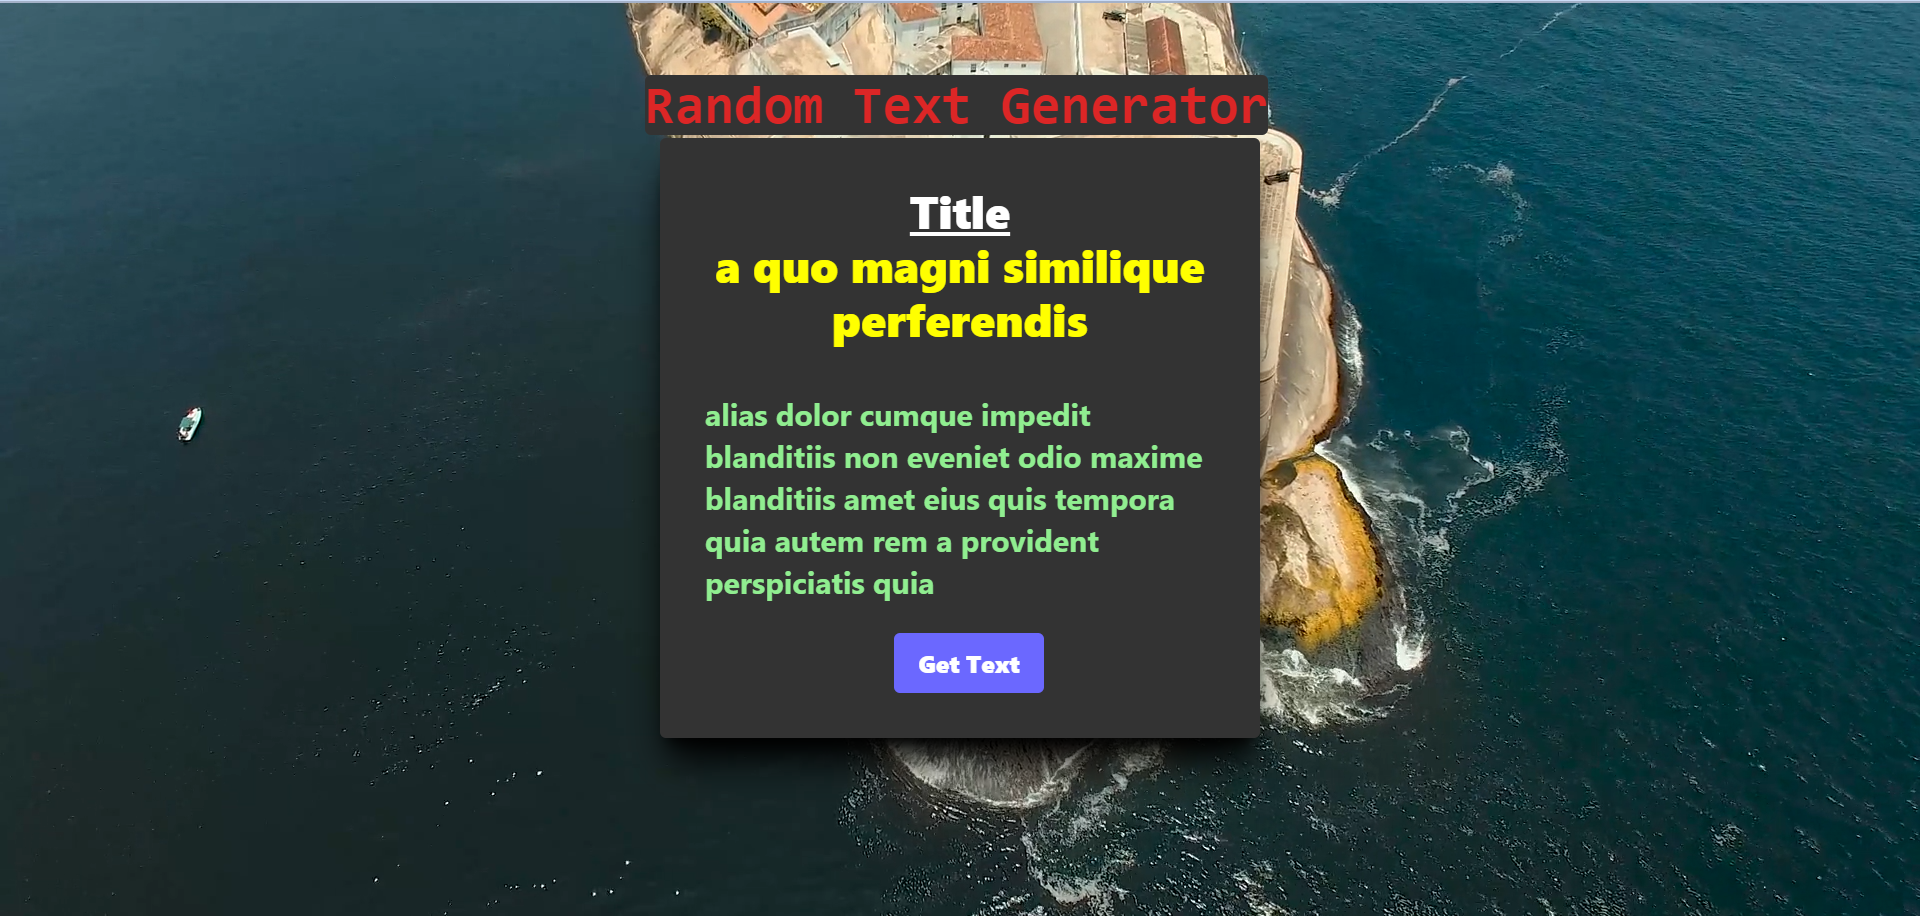 Random Text Generator
Title
a quo magni similique
perferendis
alias dolor cumque impedit
blanditiis non eveniet odio maxime
blanditiis amet eius quis tempora
quia autem rem a provident
perspiciatis quia
Get Text